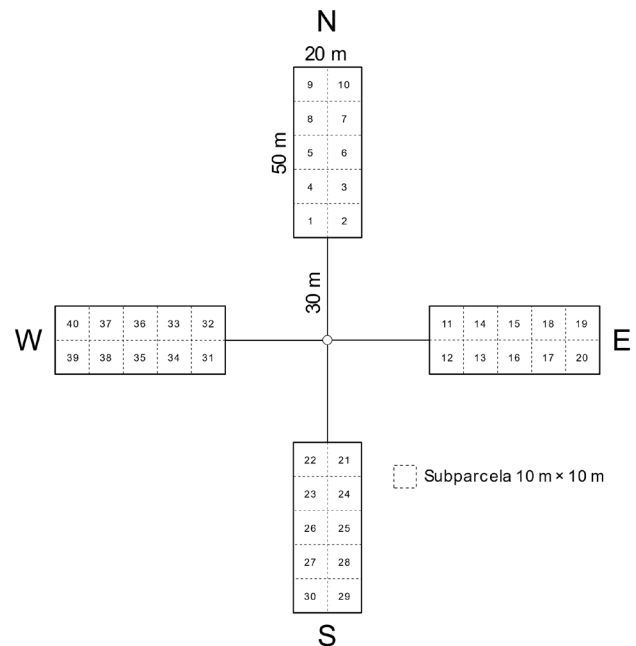 N
20 m
9 10
8 7
50 m
5 6
4 3
1 2
30 m
W
40 37 36 33 32
39 38 35 34 31
11 14 15 18 19
12 13 16 17 20
E
22 21
23 24
26 25
27 28
30 29
Subparcela 10 m × 10 m
S